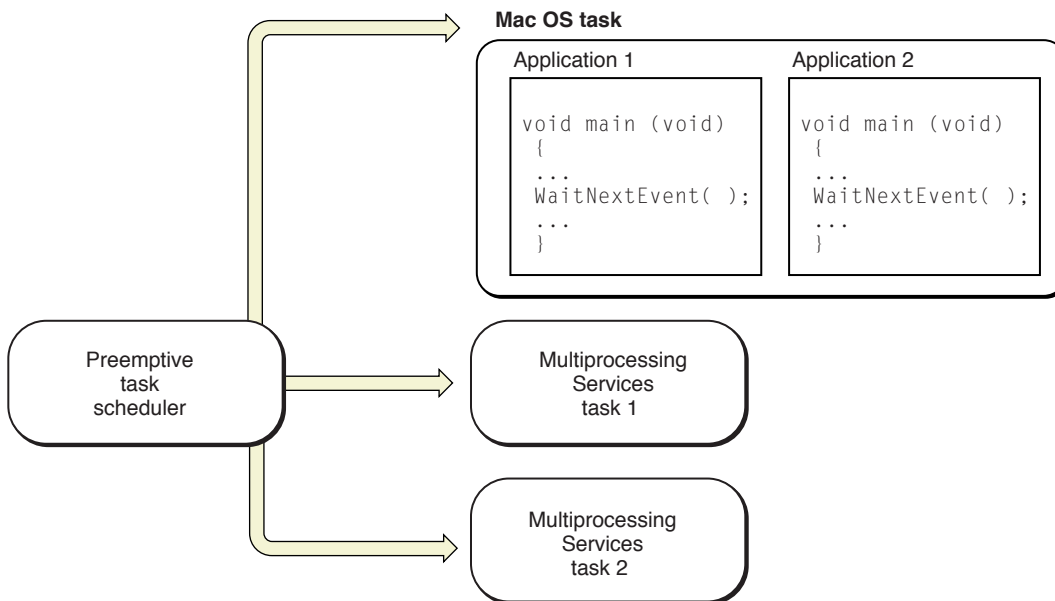 Mac OS task
Application 1
void main (void)
{
...
WaitNextEvent( );
...
}
Application 2
void main (void)
{
...
WaitNextEvent( );
...
}
Preemptive
task
scheduler
Multiprocessing
Services
task 1
Multiprocessing
Services
task 2